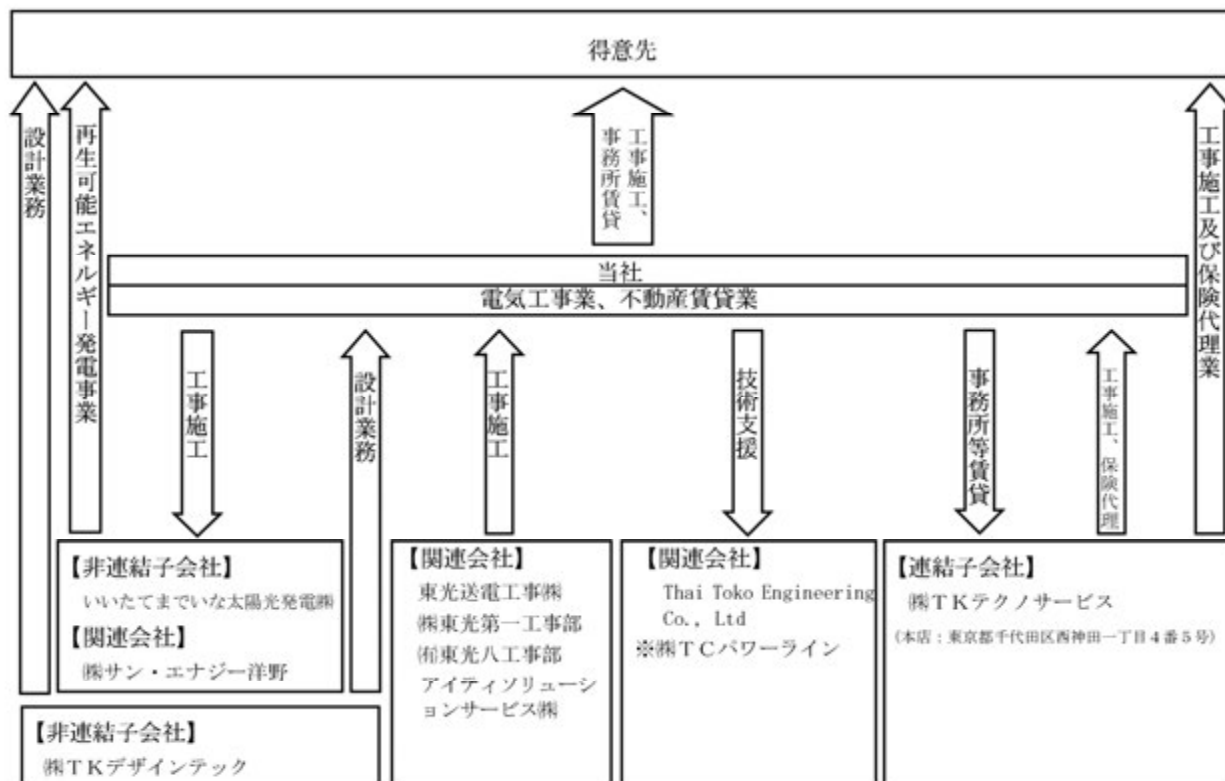 得意先
設計業務
再生可能エネルギー発電事業
工事施工、
事務所賃貸
工事施工及び保険代理業
当社
電気工事業、不動産賃貸業
工事施工
設計業務
工事施工
技術支援
事務所等賃貸
工事施工、保険代理
【非連結子会社】
いいたてまでいな太陽光発電㈱
【関連会社】
㈱サン・エナジー洋野
【非連結子会社】
㈱ＴＫデザインテック
【関連会社】
東光送電工事㈱
㈱東光第一工事部
㈲東光八工事部
アイティソリューシ
ョンサービス㈱
【関連会社】
Thai Toko Engineering
Co., Ltd
※㈱ＴＣパワーライン
【連結子会社】
㈱ＴＫテクノサービス
(本店：東京都千代田区西神田一丁目４番５号)